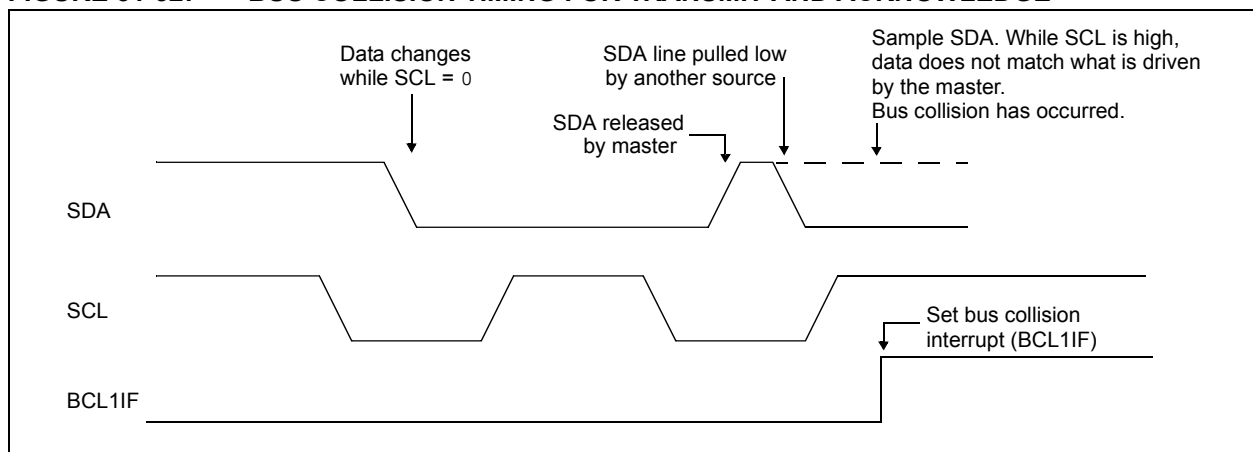 Data changes
while SCL = 0
SDA line pulled low
by another source
Sample SDA. While SCL is high,
data does not match what is driven
by the master.
Bus collision has occurred.
SDA released
by master
SDA
SCL
Set bus collision
interrupt (BCL1IF)
BCL1IF